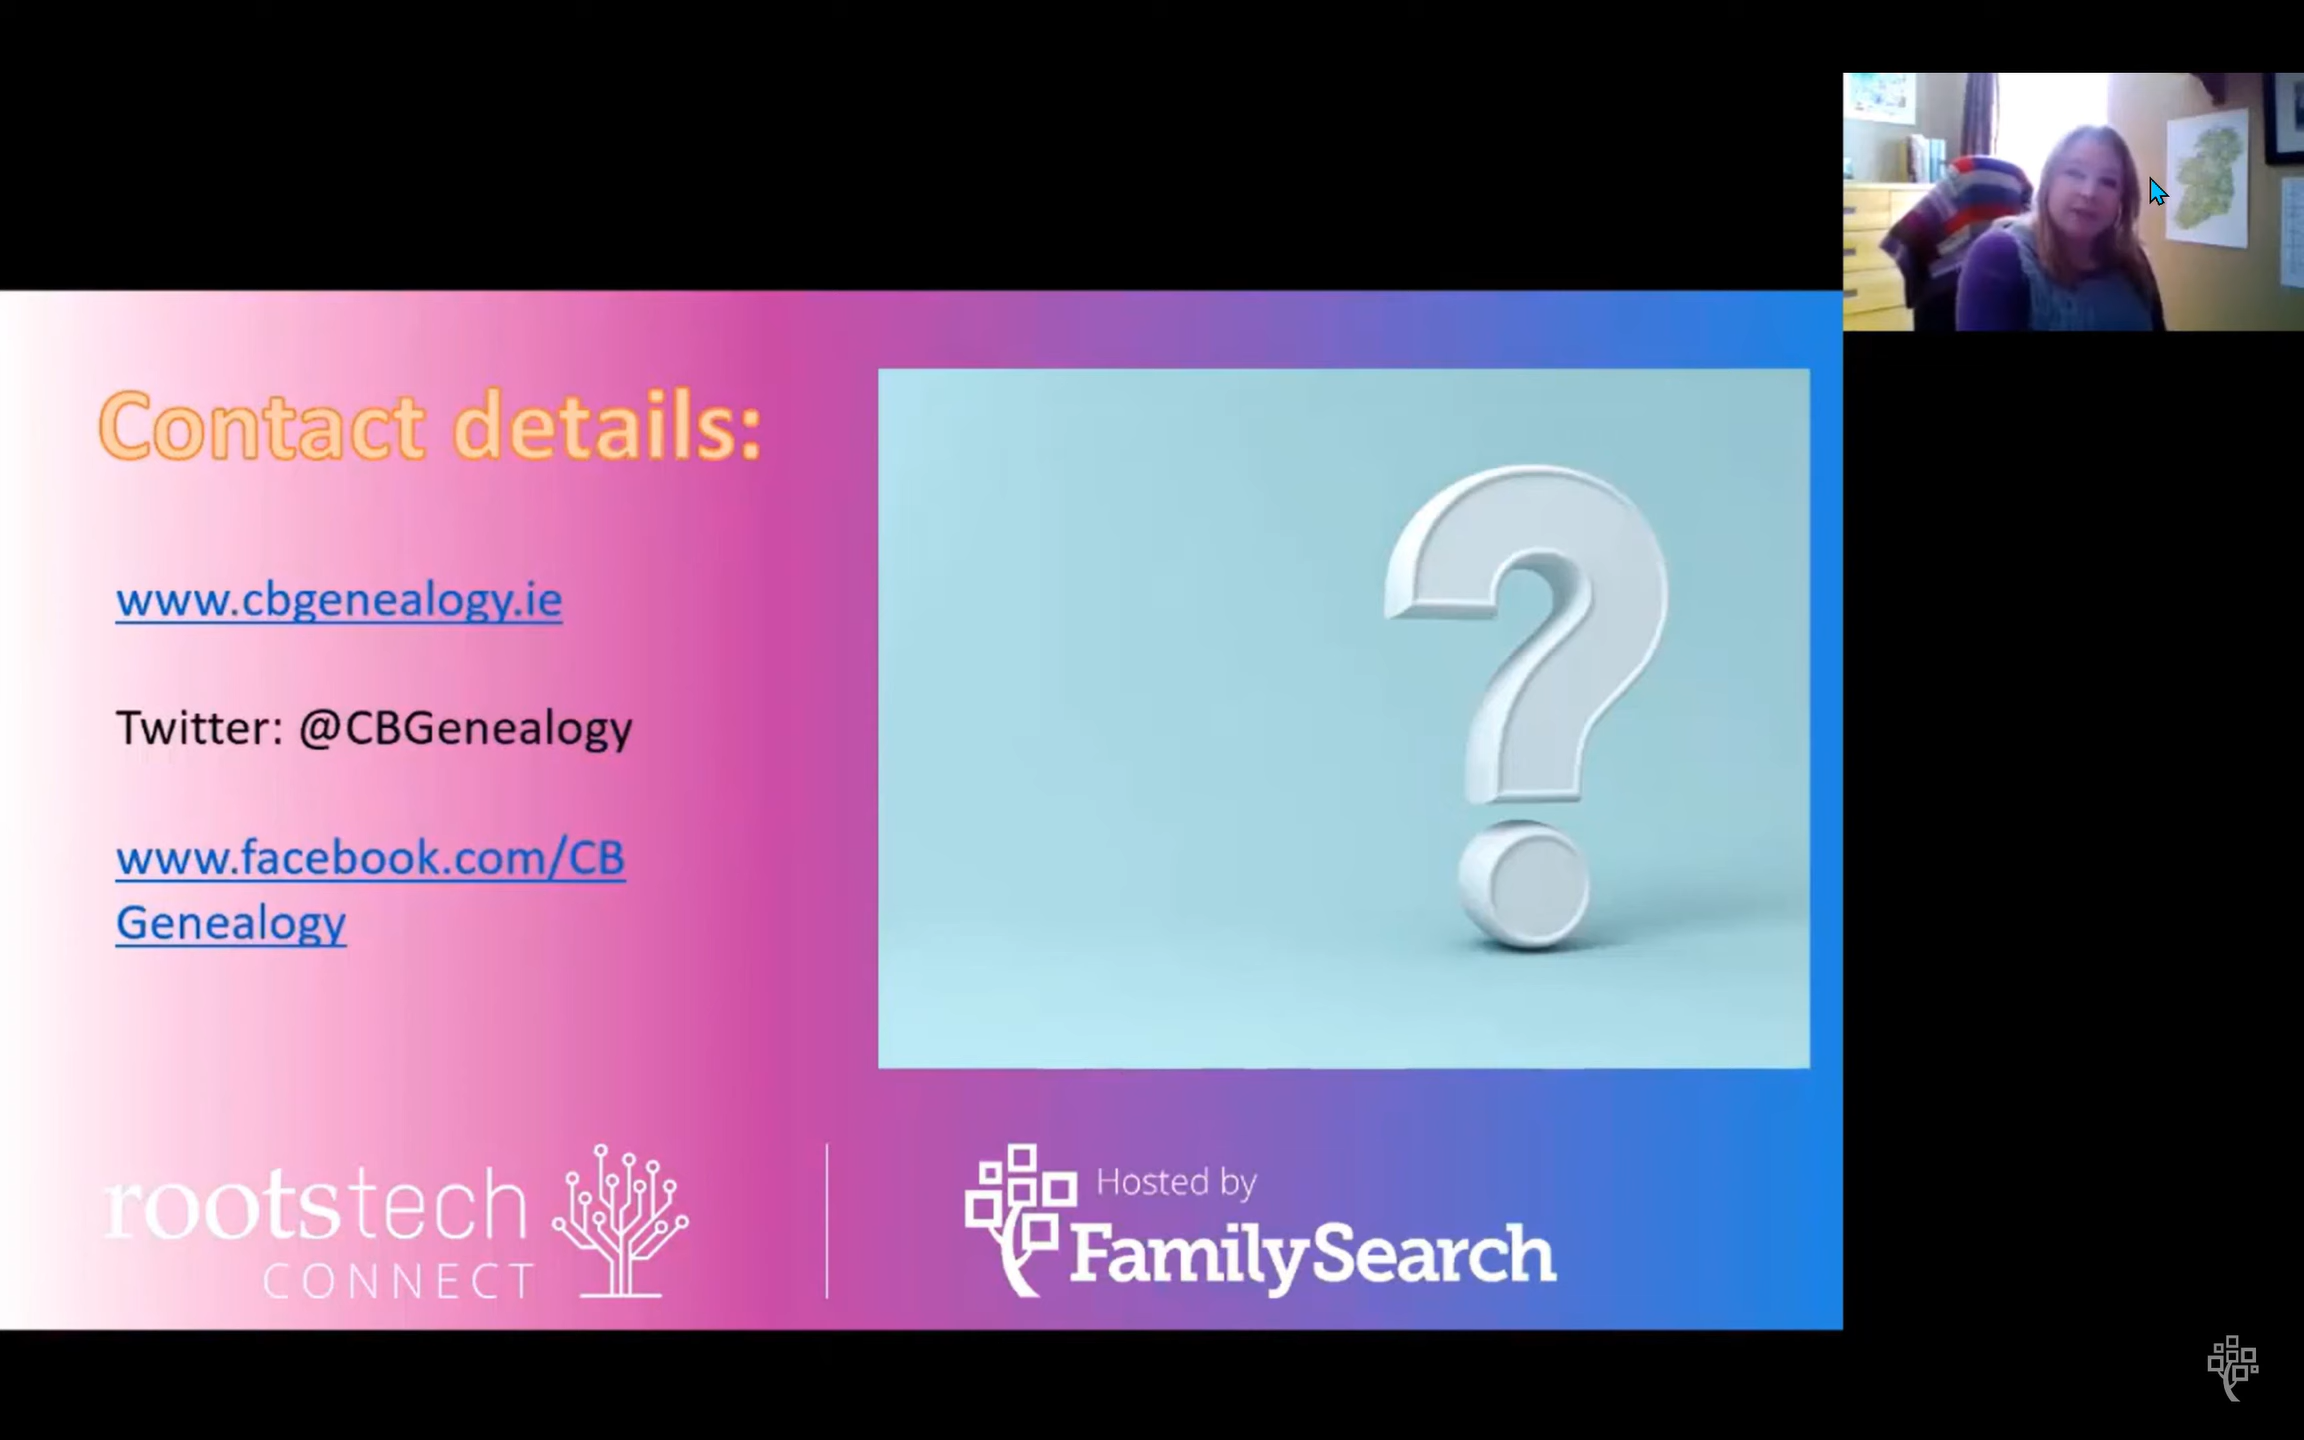 Contact details:
www.cbgenealogy.ie
Twitter: @CBGenealogy
www.facebook.com/CB
Genealogy
rootstech
CONNECT
Hosted by
FamilySearch